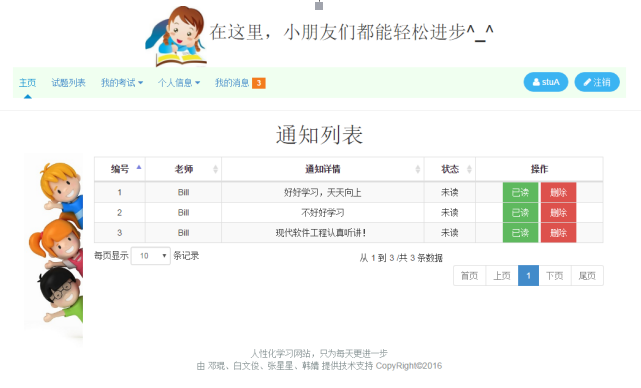 在这里，小朋友们都能轻松进步^_^
主页 试题列表 我的考试 个人信息 我的消息 3 stuA 注销
通知列表
编号 老师 通知详情 状态 操作
1 Bill 好好学习，天天向上 未读 已读 删除
2 Bill 不好好学习 未读 已读 删除
3 Bill 现代软件工程认真听讲！ 未读 已读 删除
每页显示 10 条记录 从 1 到 3 /共 3 条数据
首页 上页 1 下页 尾页
人性化学习网站，只为每天更进一步
由 邓琨、白文俊、张星星、韩婧 提供技术支持 CopyRight©2016